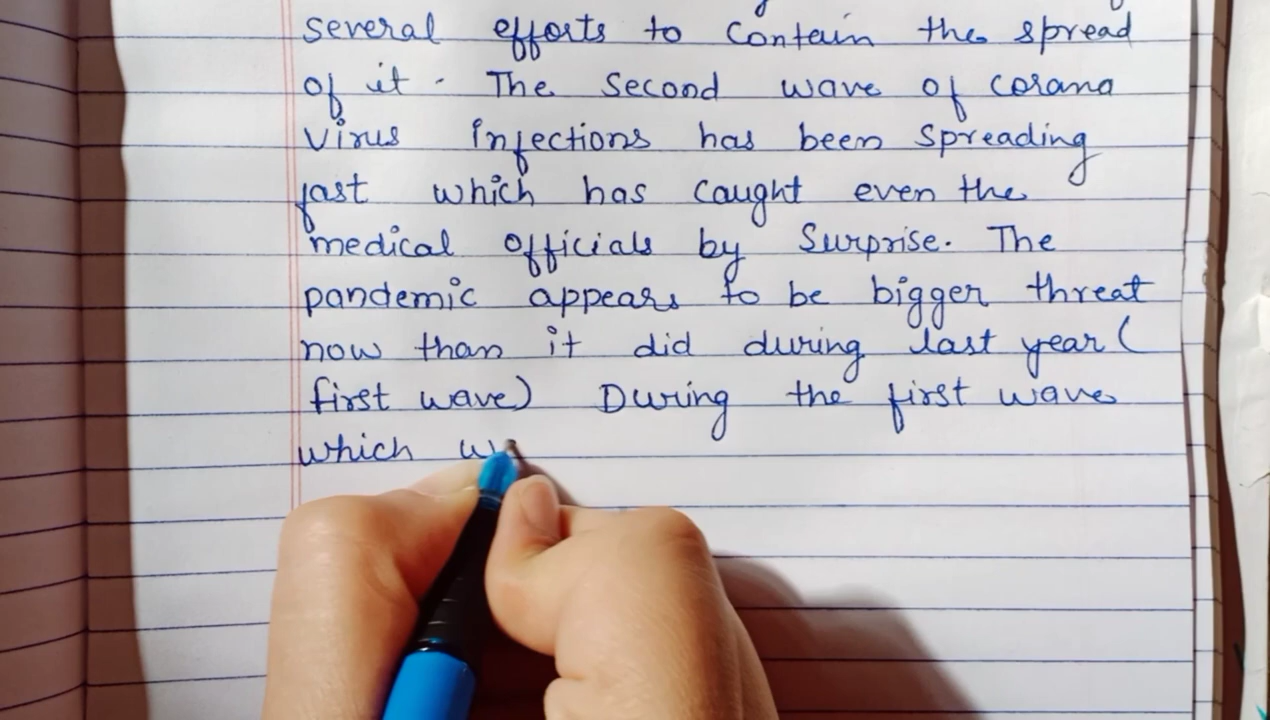 several efforts to contain the spread
of it. The second wave of corana
virus infections has been spreading
fast which has caught even the
medical officials by surprise. The
pandemic appears to be bigger threat
now than it did during last year (
first wave) During the first wave
which w